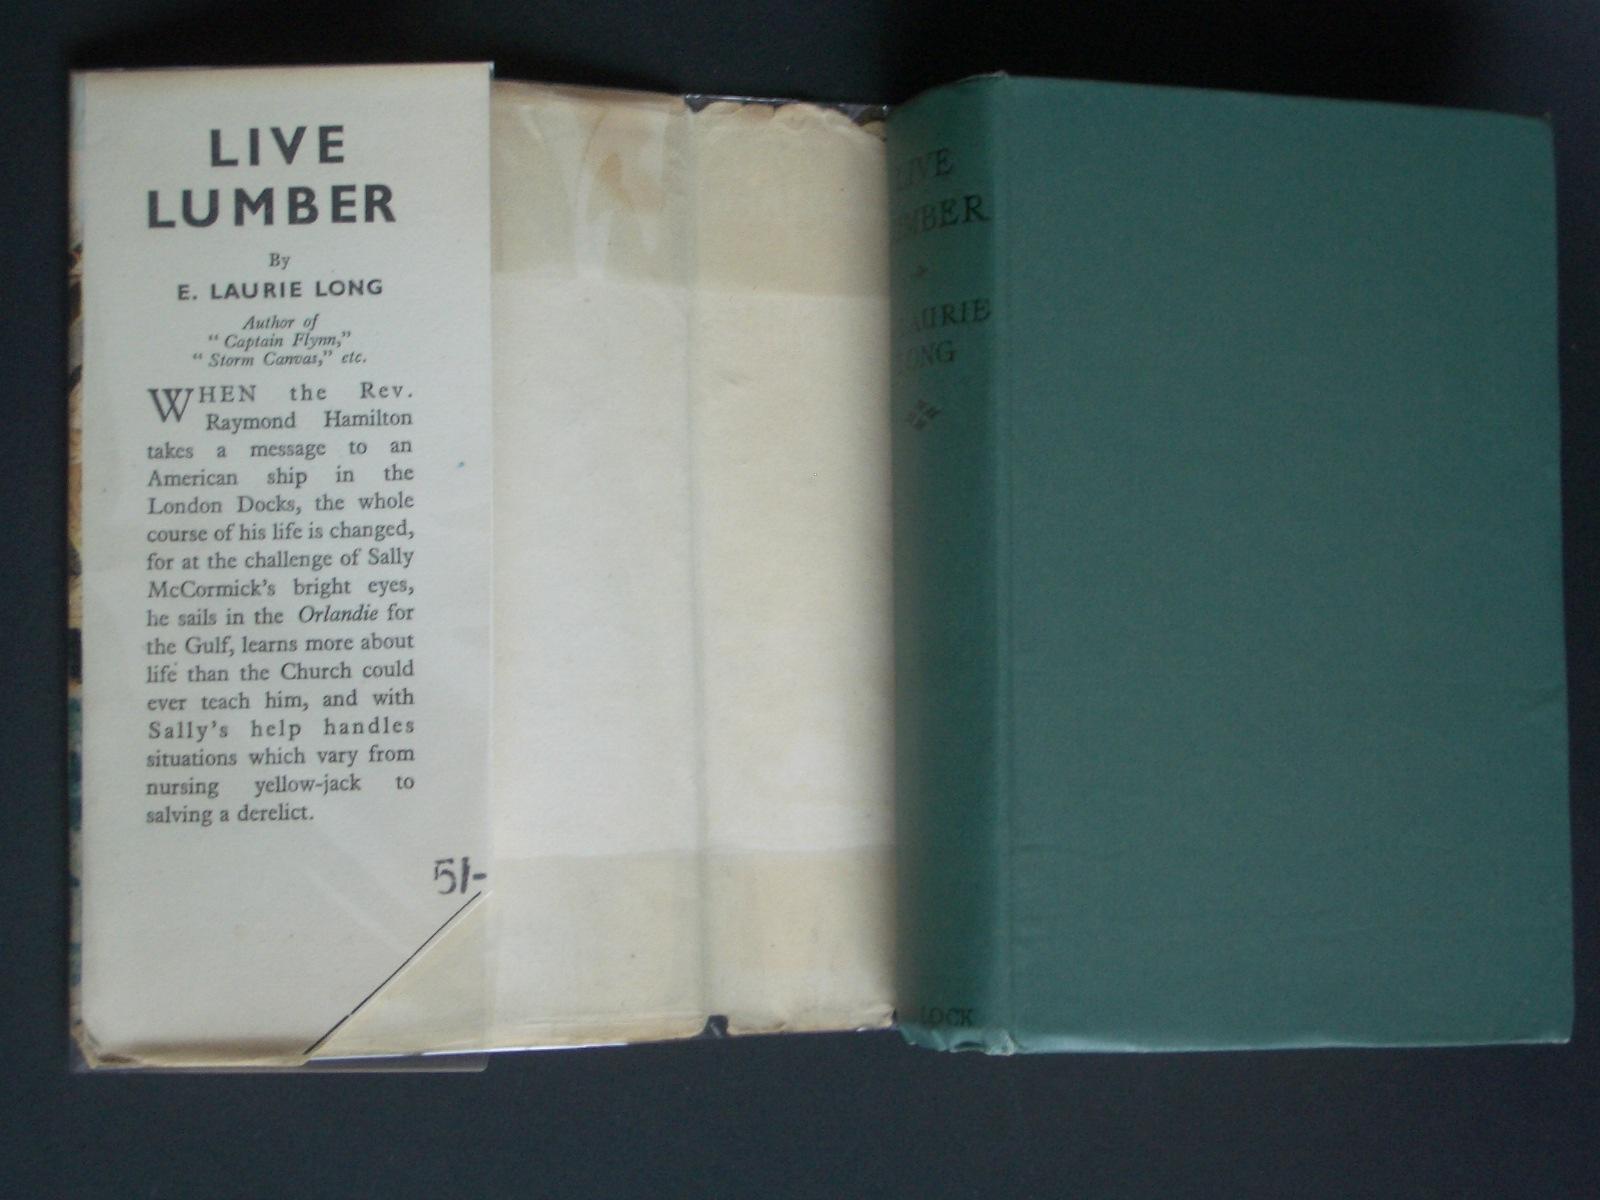 LIVE
LUMBER
By
E. LAURIE LONG
Author of
“ Captain Flynn,”
“ Storm Canvas,” etc.
WHEN the Rev.
Raymond Hamilton
takes a message to an
American ship in the
London Docks, the whole
course of his life is changed,
for at the challenge of Sally
McCormick’s bright eyes,
he sails in the Orlandie for
the Gulf, learns more about
life than the Church could
ever teach him, and with
Sally’s help handles
situations which vary from
nursing yellow-jack to
salving a derelict.
5/-
LIVE
MBER
LAURIE
LONG
LOCK